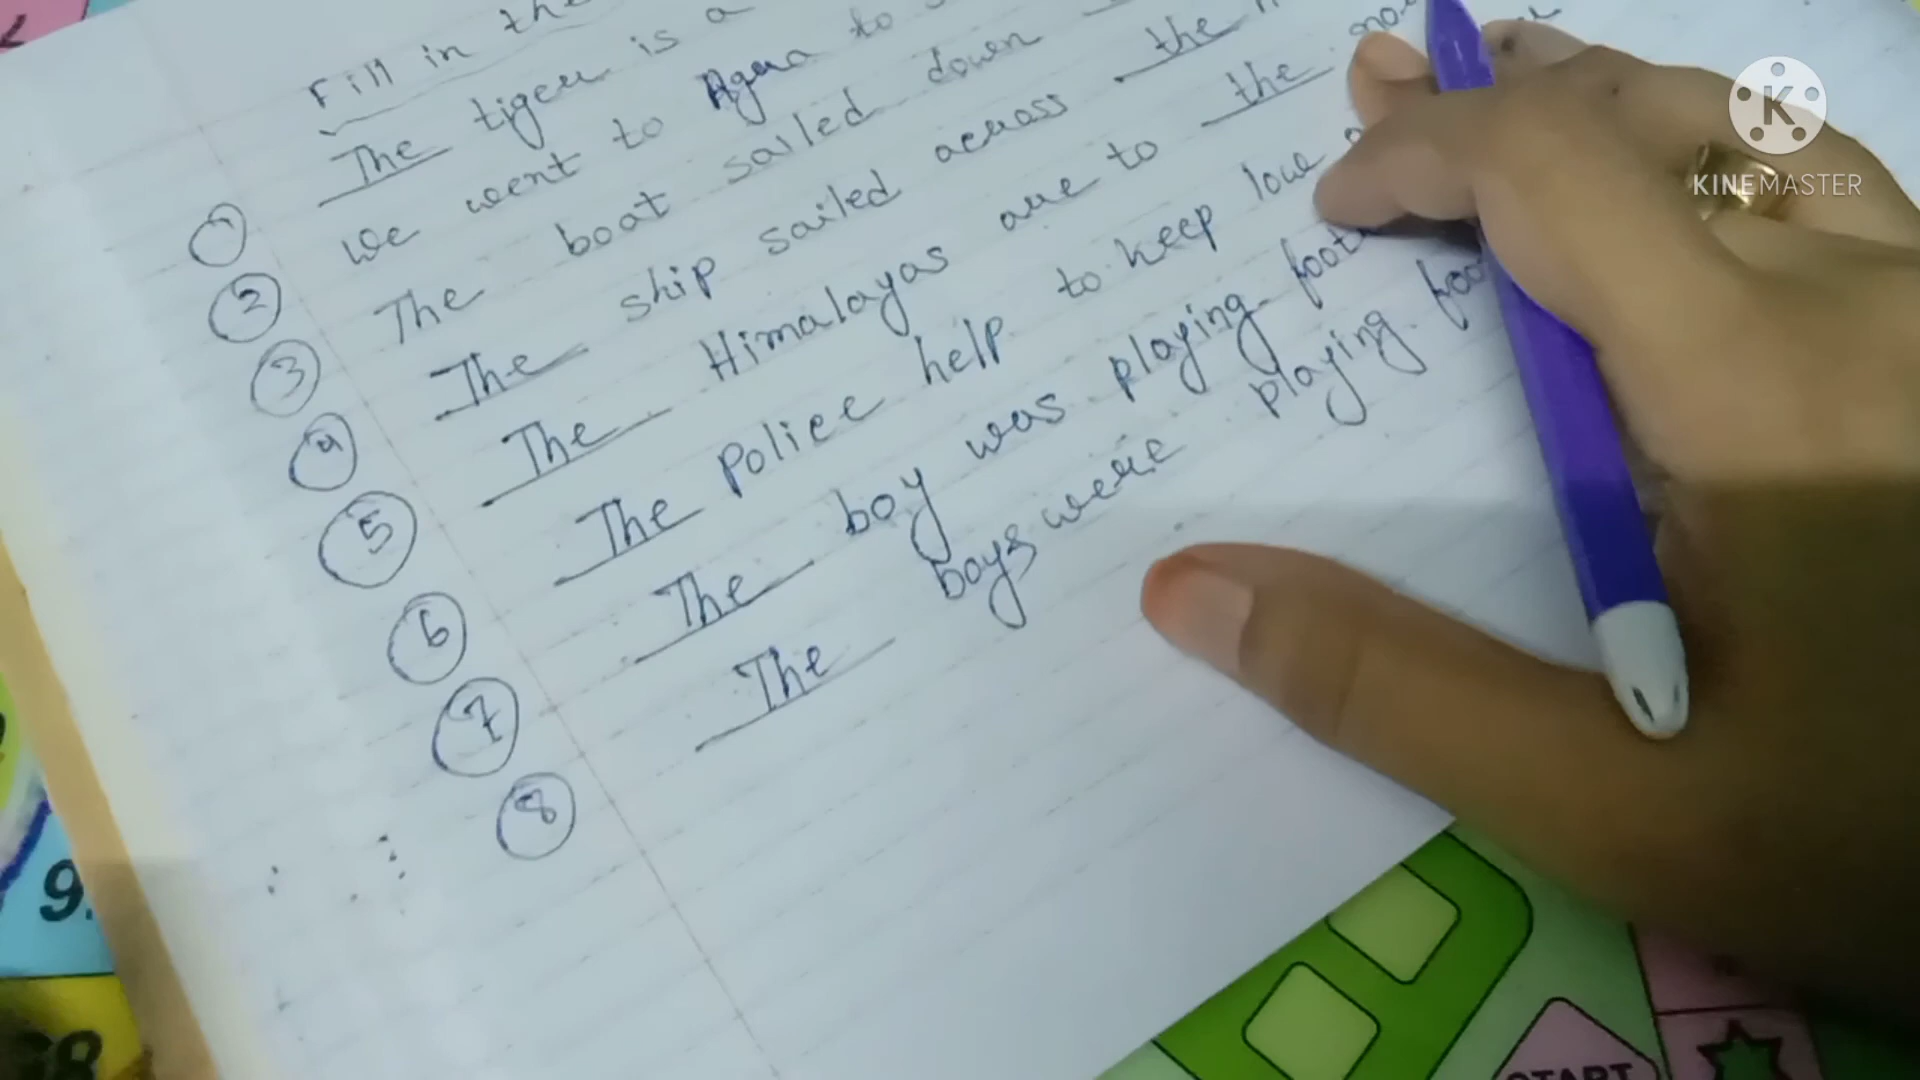 Fill in the
① The tiger is a
② We went to Agra to
③ The boat sailed down
④ The ship sailed across the
⑤ The Himalayas are to the
⑥ The Police help to keep
⑦ The boy was playing
⑧ The boys were playing
KINEMASTER
9
START